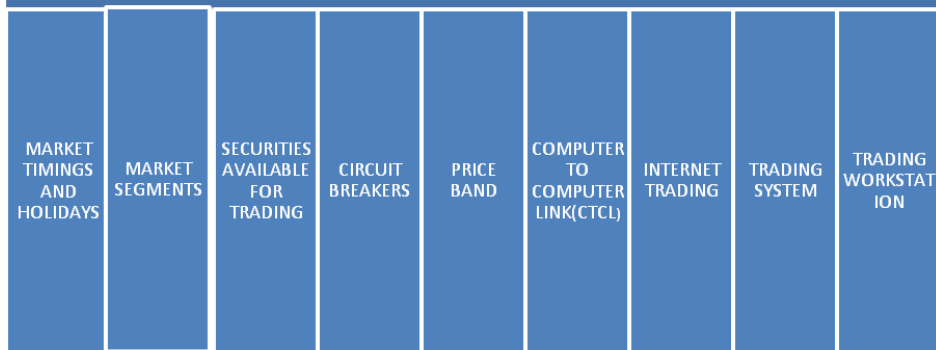 MARKET
TIMINGS
AND
HOLIDAYS
MARKET
SEGMENTS
SECURITIES
AVAILABLE
FOR
TRADING
CIRCUIT
BREAKERS
PRICE
BAND
COMPUTER
TO
COMPUTER
LINK(CTCL)
INTERNET
TRADING
TRADING
SYSTEM
TRADING
WORKSTAT
ION